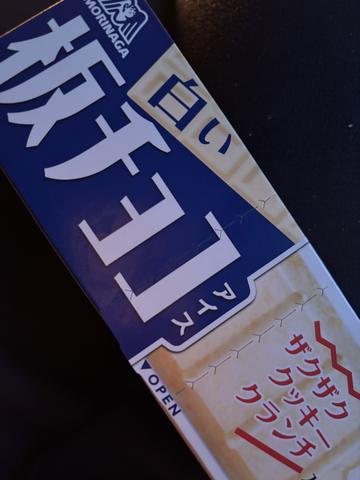 MORINAGA
白い
板チョコ
アイス
▼OPEN
ザクザク
クッキー
クランチ